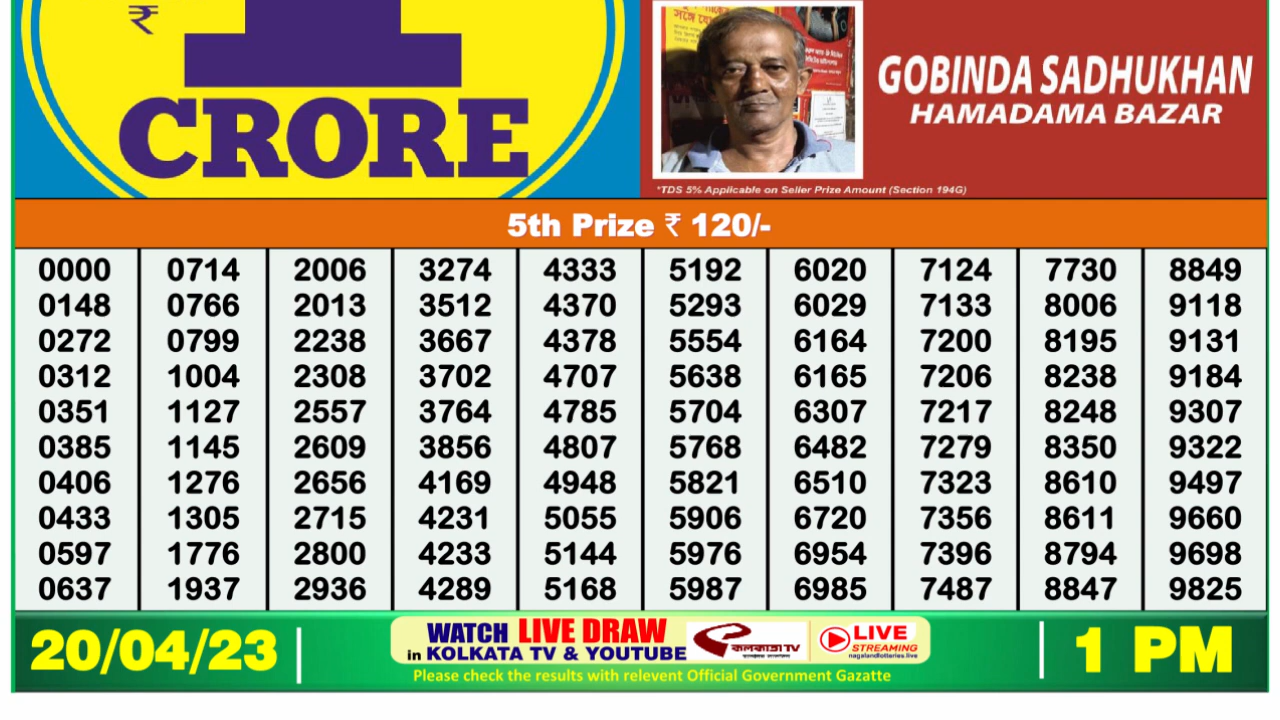 ₹ 1
CRORE
সঙ্গে
GOBINDA SADHUKHAN
HAMADAMA BAZAR
*TDS 5% Applicable on Seller Prize Amount (Section 194G)
5th Prize ₹ 120/-
0000 0714 2006 3274 4333 5192 6020 7124 7730 8849
0148 0766 2013 3512 4370 5293 6029 7133 8006 9118
0272 0799 2238 3667 4378 5554 6164 7200 8195 9131
0312 1004 2308 3702 4707 5638 6165 7206 8238 9184
0351 1127 2557 3764 4785 5704 6307 7217 8248 9307
0385 1145 2609 3856 4807 5768 6482 7279 8350 9322
0406 1276 2656 4169 4948 5821 6510 7323 8610 9497
0433 1305 2715 4231 5055 5906 6720 7356 8611 9660
0597 1776 2800 4233 5144 5976 6954 7396 8794 9698
0637 1937 2936 4289 5168 5987 6985 7487 8847 9825
20/04/23
WATCH LIVE DRAW
in KOLKATA TV & YOUTUBE
কলকাতা TV
LIVE
STREAMING
nagalandlotteries.live
Please check the results with relevent Official Government Gazatte
1 PM